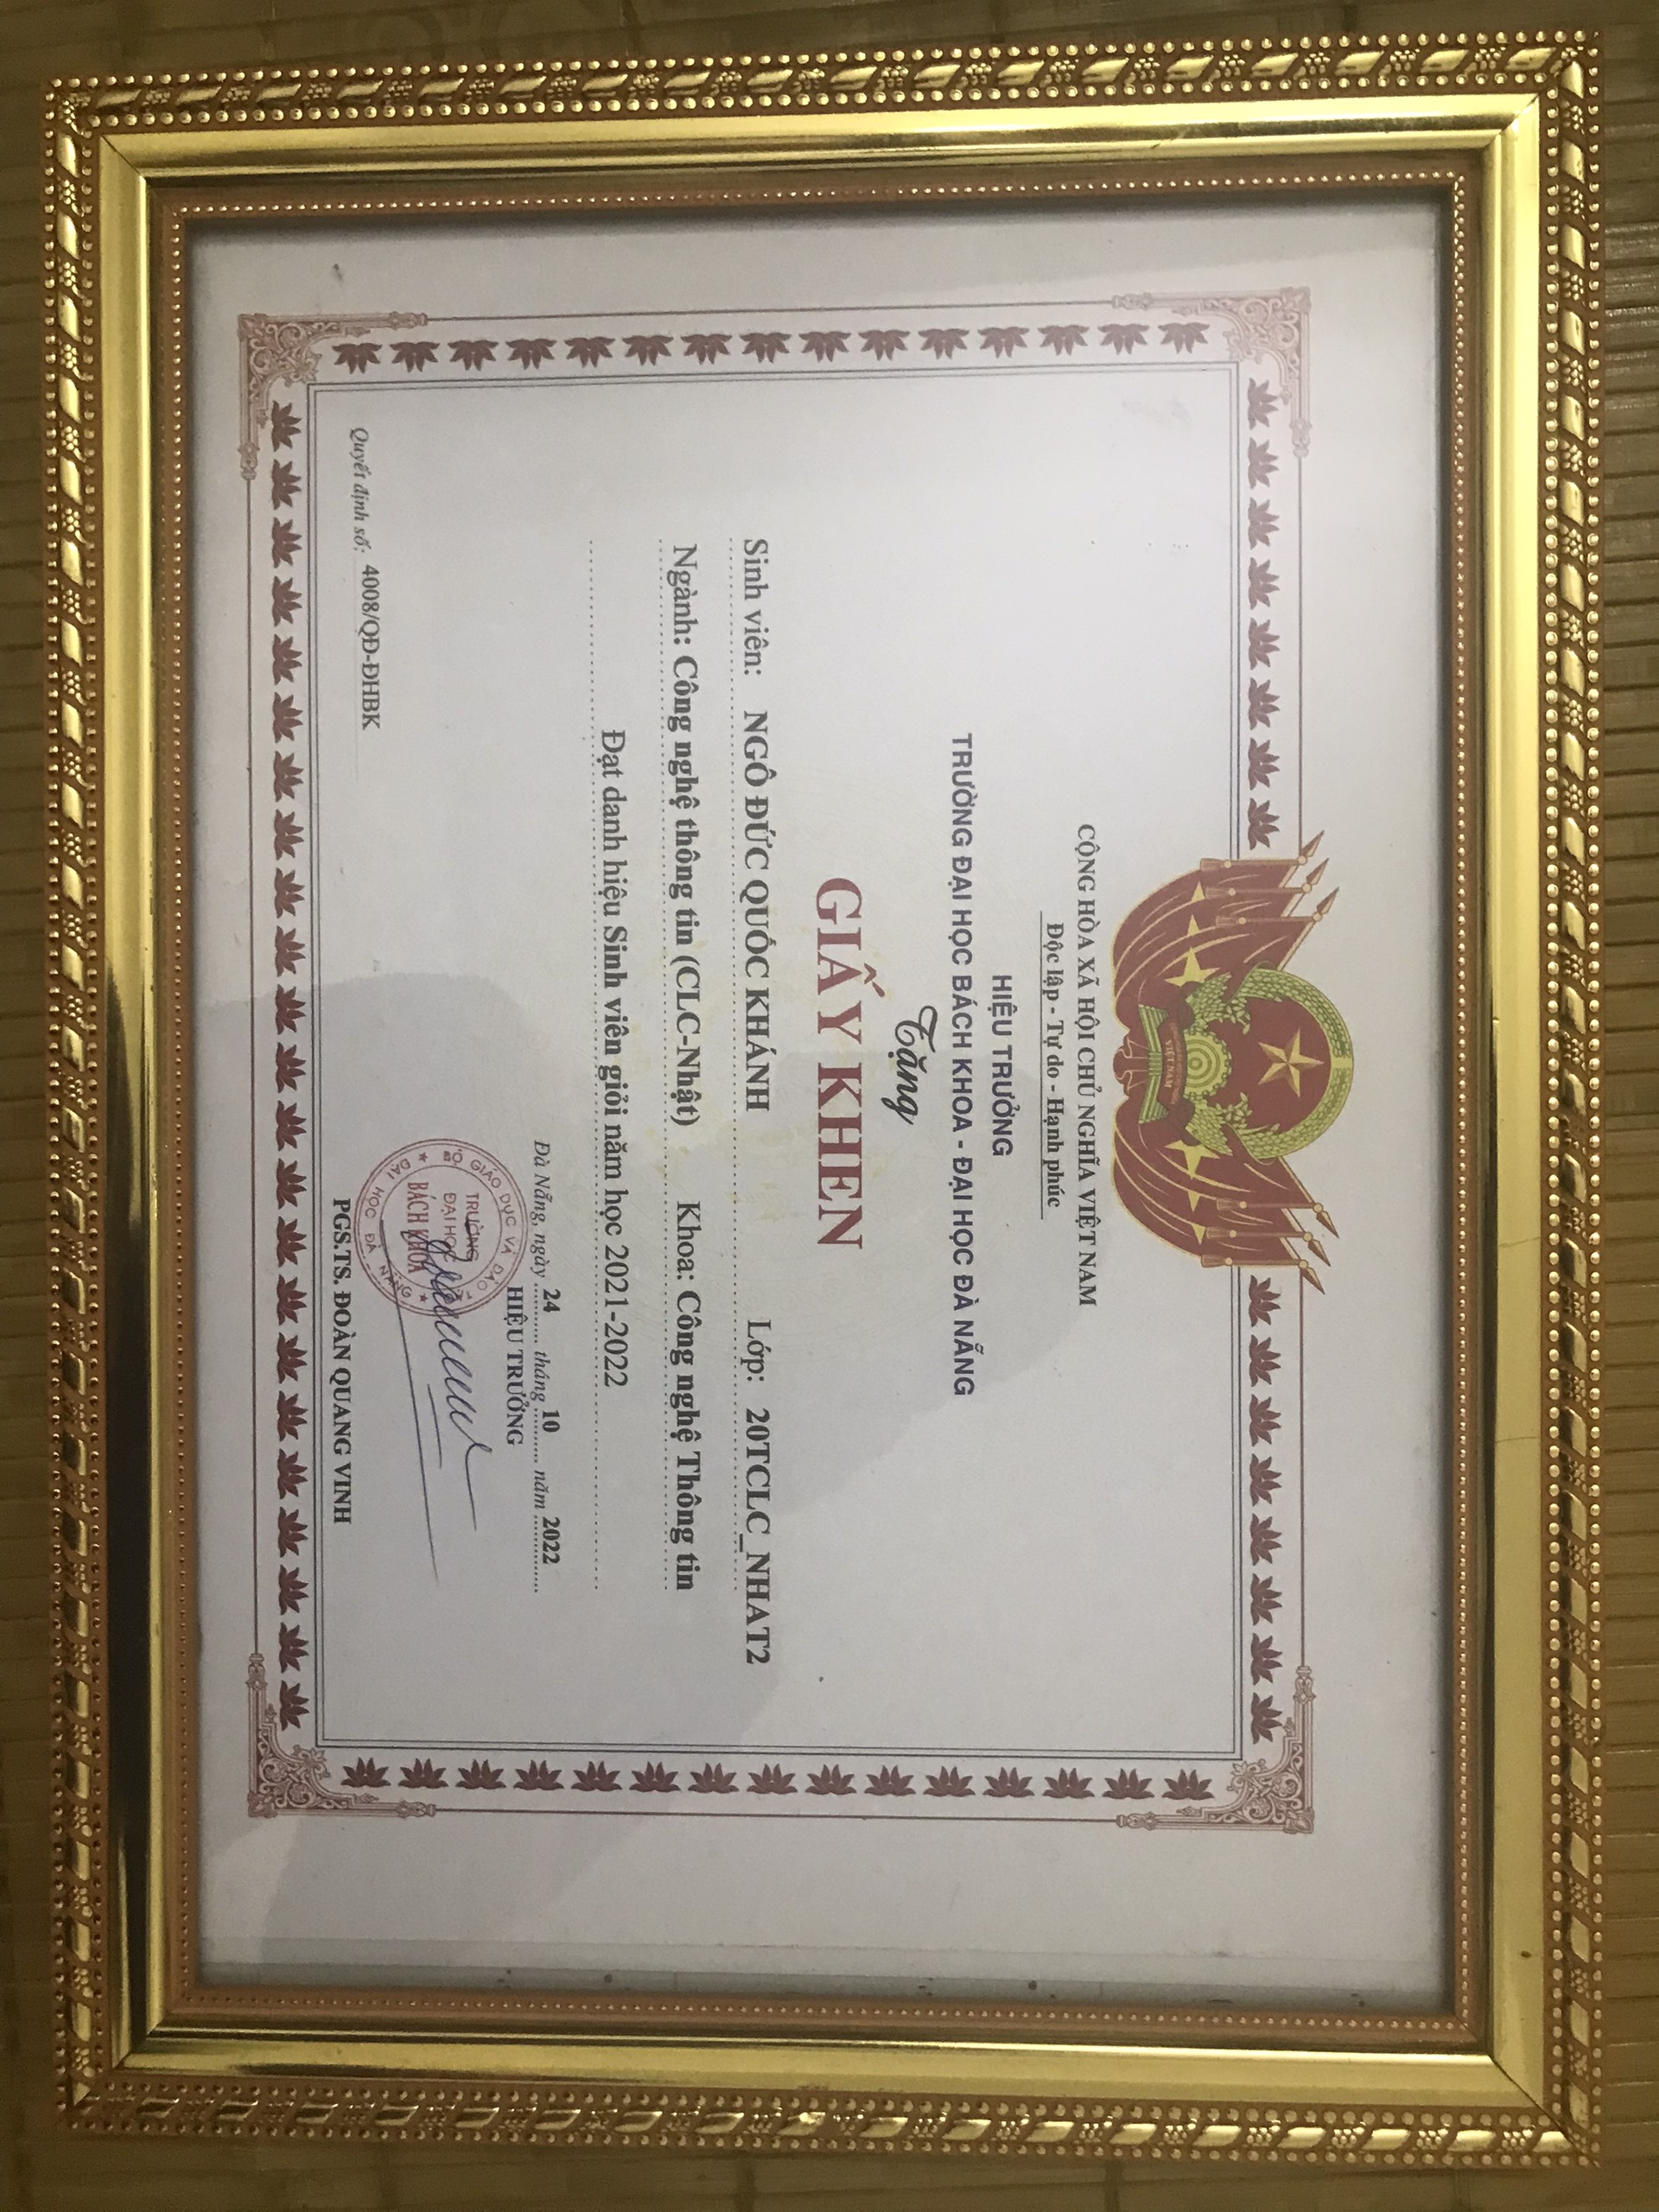 CỘNG HÒA XÃ HỘI CHỦ NGHĨA VIỆT NAM
Độc lập - Tự do - Hạnh phúc
HIỆU TRƯỞNG
TRƯỜNG ĐẠI HỌC BÁCH KHOA - ĐẠI HỌC ĐÀ NẴNG
Tặng
GIẤY KHEN
Sinh viên: NGÔ ĐỨC QUỐC KHÁNH Lớp: 20TCLC_NHAT2
Ngành: Công nghệ thông tin (CLC-Nhật) Khoa: Công nghệ Thông tin
Đạt danh hiệu Sinh viên giỏi năm học 2021-2022
Đà Nẵng, ngày 24 tháng 10 năm 2022
HIỆU TRƯỞNG
BỘ GIÁO DỤC VÀ ĐÀO
TRƯỜNG
ĐẠI HỌC
BÁCH KHOA
ĐẠI HỌC ĐÀ NẴNG
Quyết định số: 4008/QĐ-ĐHBK
PGS.TS. ĐOÀN QUANG VINH
VIỆT NAM